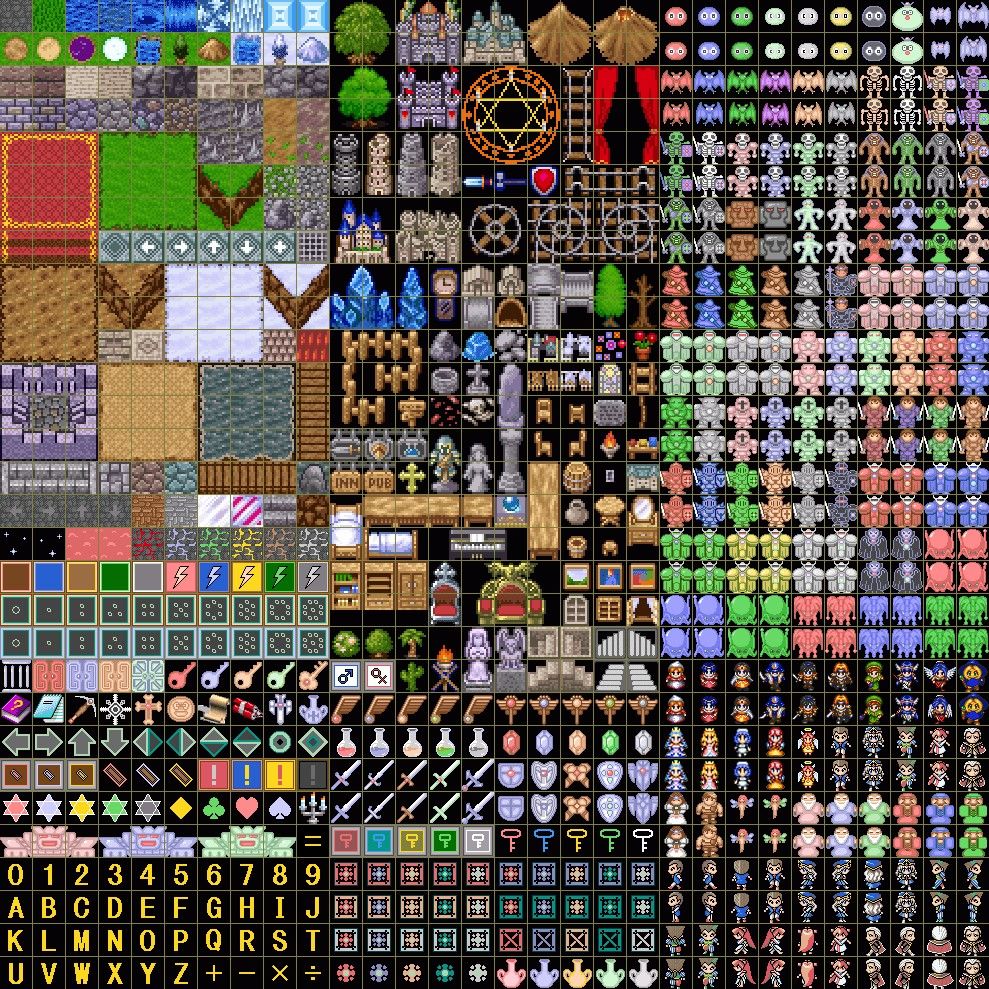 INN PUB
?
! ! ! !
=
0 1 2 3 4 5 6 7 8 9
A B C D E F G H I J
K L M N O P Q R S T
U V W X Y Z + − × ÷